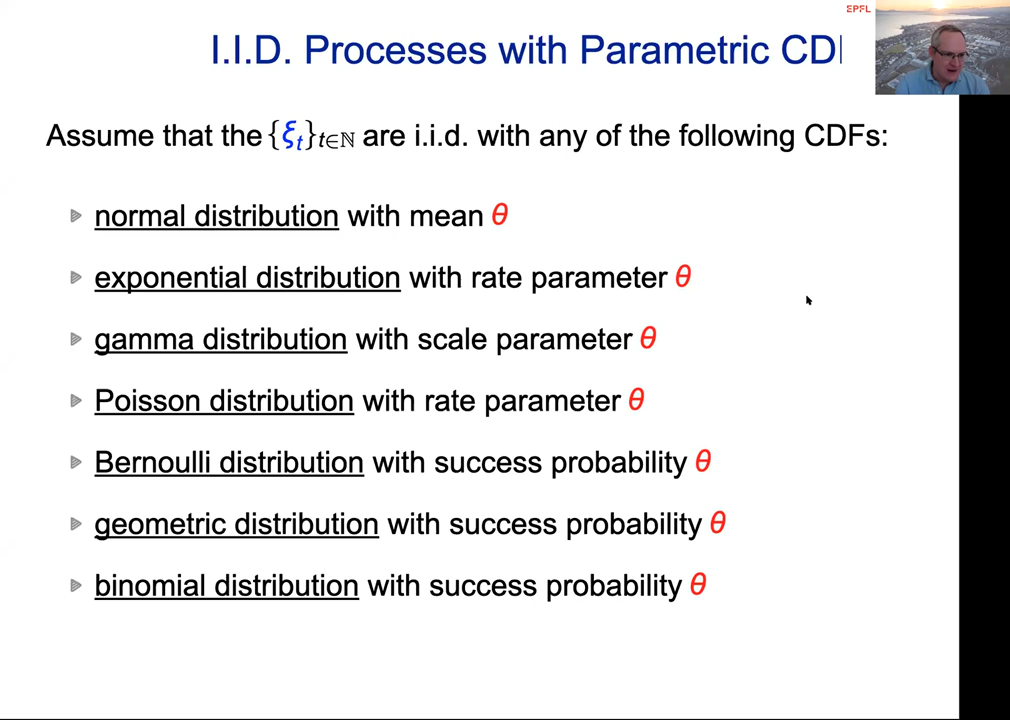 EPFL
I.I.D. Processes with Parametric CD
Assume that the {ξt}t∈ℕ are i.i.d. with any of the following CDFs:
normal distribution with mean θ
exponential distribution with rate parameter θ
gamma distribution with scale parameter θ
Poisson distribution with rate parameter θ
Bernoulli distribution with success probability θ
geometric distribution with success probability θ
binomial distribution with success probability θ